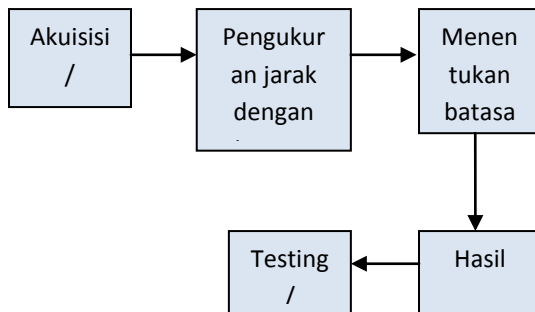 Akuisisi
/
Pengukur
an jarak
dengan
Menen
tukan
batasa
Hasil
Testing
/